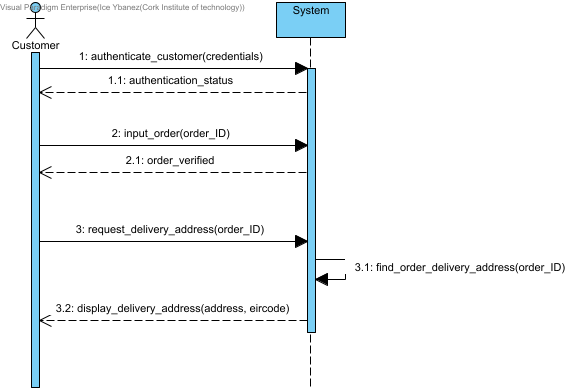 Visual Paradigm Enterprise(Ice Ybanez(Cork Institute of technology))
System
Customer
1: authenticate_customer(credentials)
1.1: authentication_status
2: input_order(order_ID)
2.1: order_verified
3: request_delivery_address(order_ID)
3.1: find_order_delivery_address(order_ID)
3.2: display_delivery_address(address, eircode)